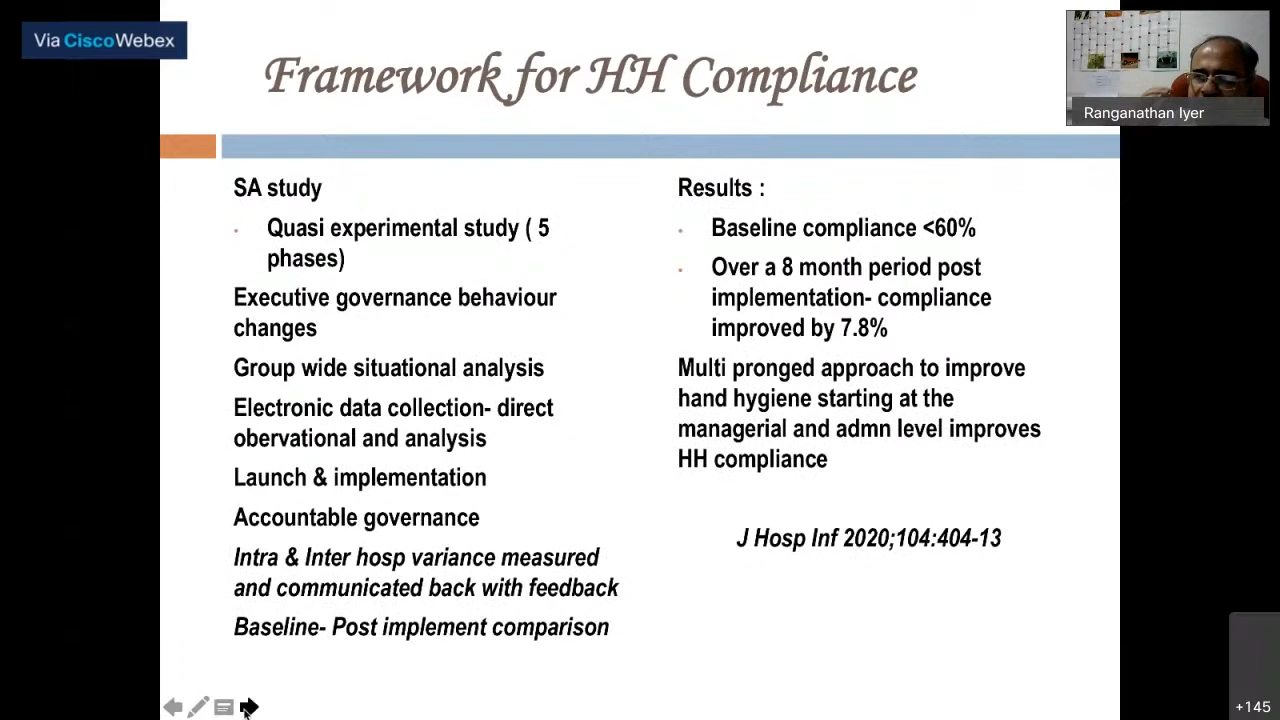 Via Cisco Webex
Framework for HH Compliance
Ranganathan Iyer
SA study
Quasi experimental study ( 5
phases)
Executive governance behaviour
changes
Group wide situational analysis
Electronic data collection- direct
obervational and analysis
Launch & implementation
Accountable governance
Intra & Inter hosp variance measured
and communicated back with feedback
Baseline- Post implement comparison
Results :
Baseline compliance <60%
Over a 8 month period post
implementation- compliance
improved by 7.8%
Multi pronged approach to improve
hand hygiene starting at the
managerial and admn level improves
HH compliance
J Hosp Inf 2020;104:404-13
+145